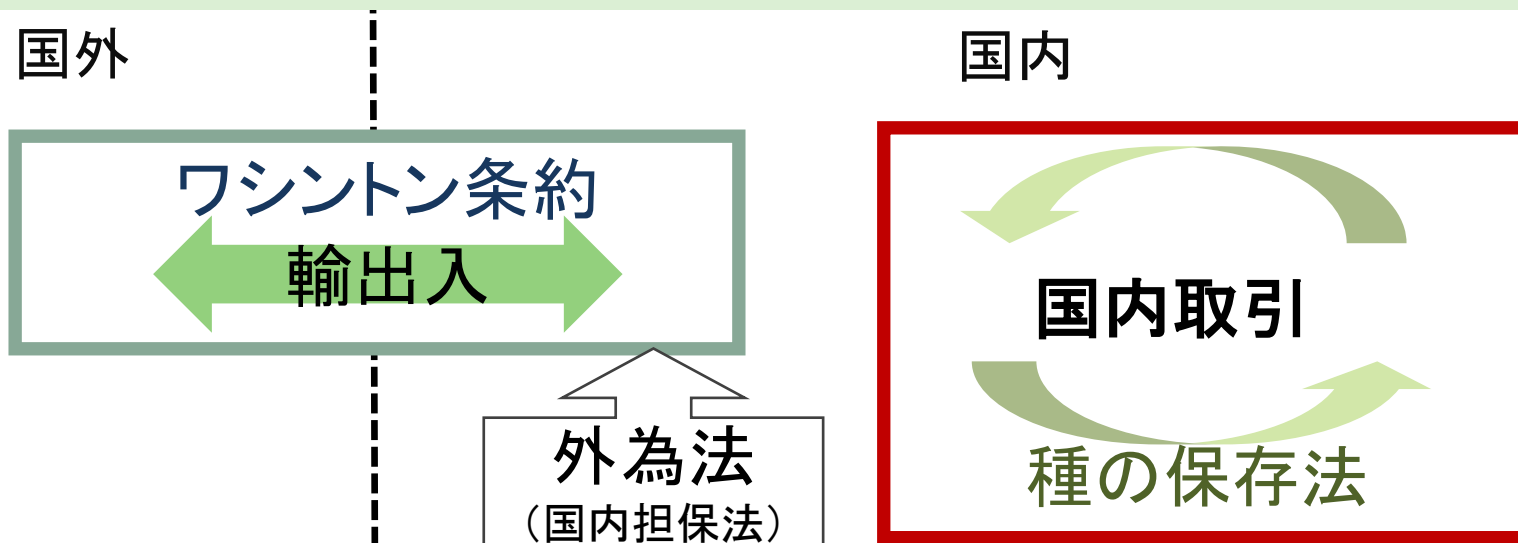 国外
国内
ワシントン条約
輸出入
国内取引
外為法
（国内担保法）
種の保存法